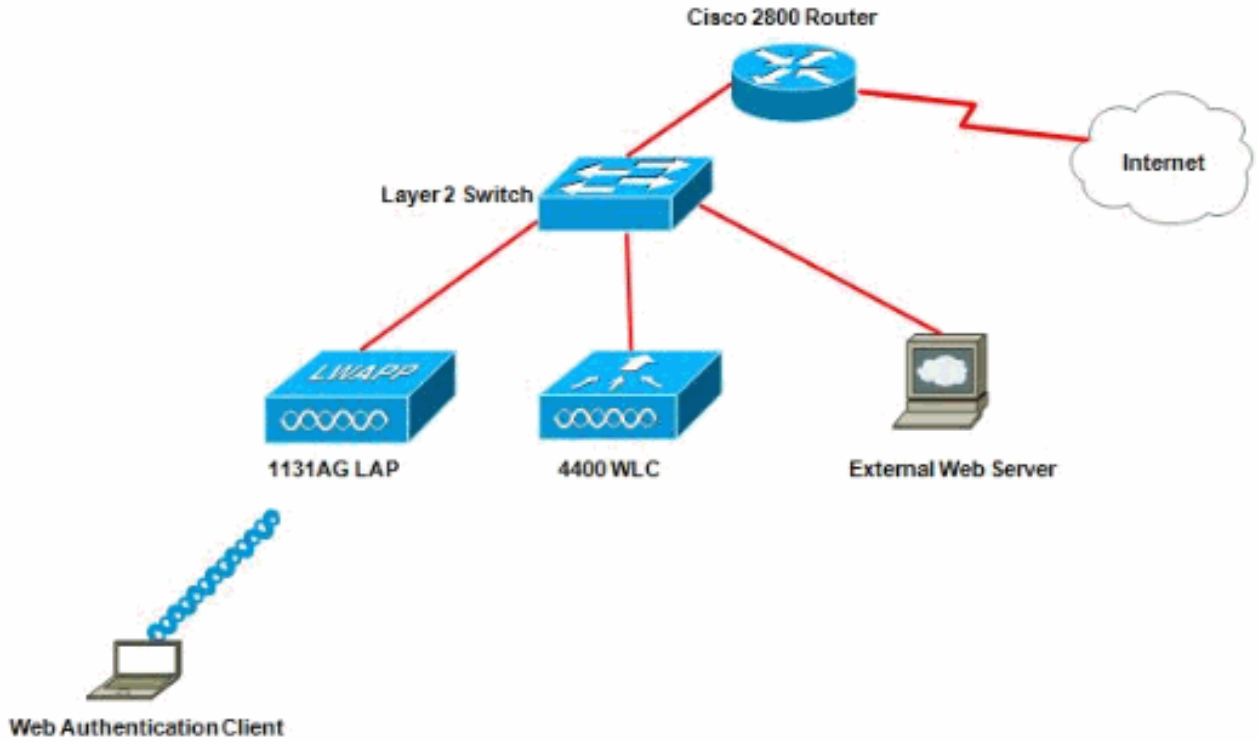 Cisco 2800 Router
Internet
Layer 2 Switch
LWAPP
1131AG LAP
4400 WLC
External Web Server
Web Authentication Client